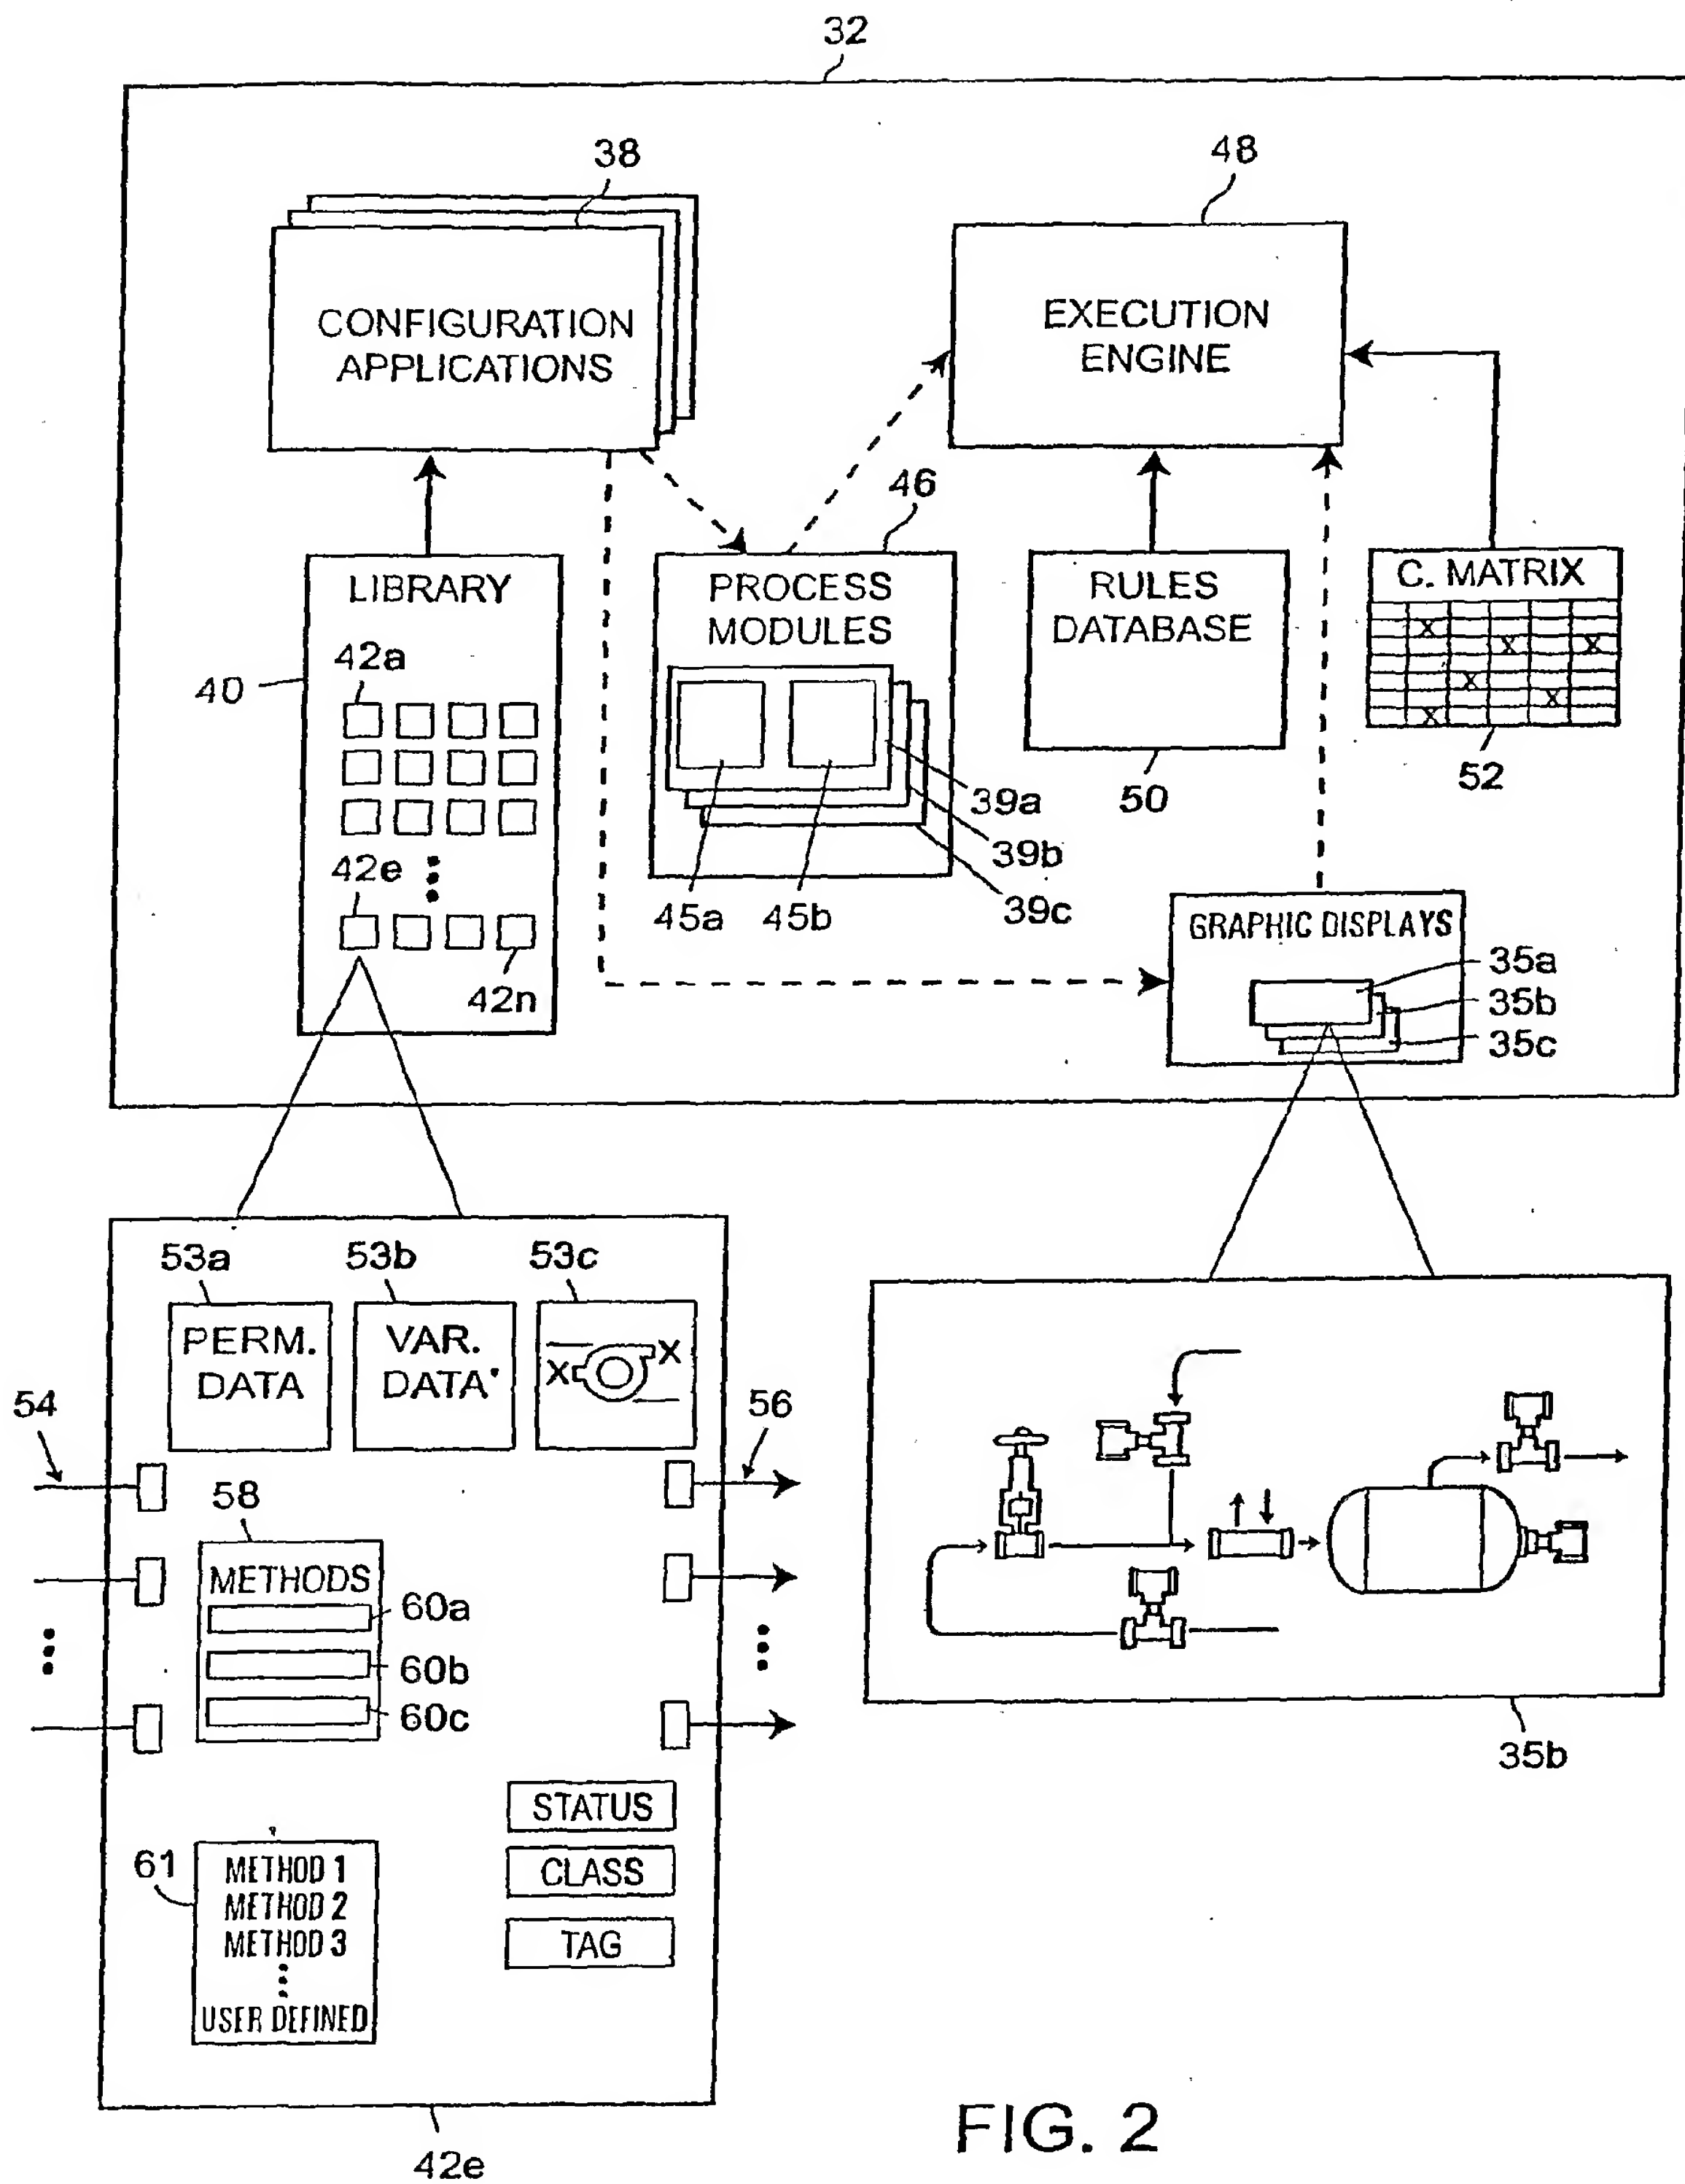 32
38
48
CONFIGURATION
APPLICATIONS
EXECUTION
ENGINE
46
LIBRARY
PROCESS
MODULES
RULES
DATABASE
C. MATRIX
X
X
X
X
X
X
42a
40
39a
50
52
39b
42e
39c
45a
45b
42n
GRAPHIC DISPLAYS
35a
35b
35c
53a
53b
53c
PERM.
DATA
VAR.
DATA'
X
X
54
56
58
METHODS
60a
60b
60c
35b
STATUS
CLASS
TAG
61
METHOD 1
METHOD 2
METHOD 3
USER DEFINED
42e
FIG. 2